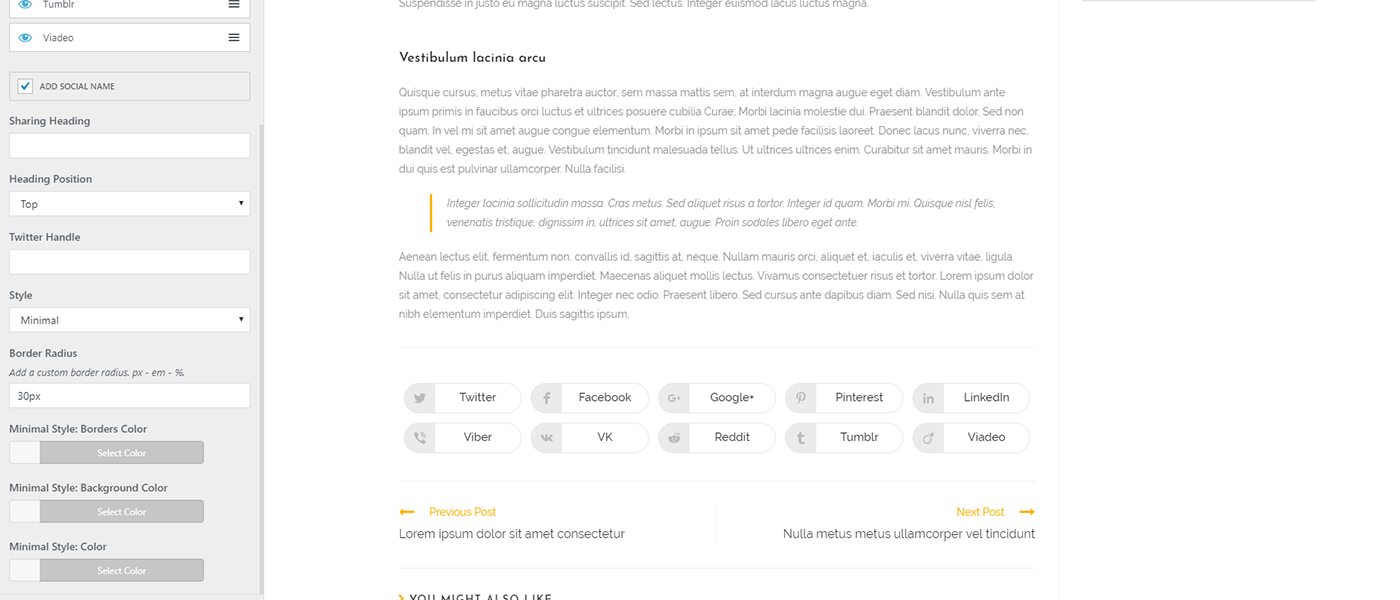 Tumblr
Viadeo
ADD SOCIAL NAME
Sharing Heading
Heading Position
Top
Twitter Handle
Style
Minimal
Border Radius
Add a custom border radius. px - em - %.
30px
Minimal Style: Borders Color
Select Color
Minimal Style: Background Color
Select Color
Minimal Style: Color
Select Color
Suspendisse in justo eu magna luctus suscipit. Sed lectus. Integer euismod lacus luctus magna.
Vestibulum lacinia arcu
Quisque cursus, metus vitae pharetra auctor, sem massa mattis sem, at interdum magna augue eget diam. Vestibulum ante
ipsum primis in faucibus orci luctus et ultrices posuere cubilia Curae; Morbi lacinia molestie dui. Praesent blandit dolor. Sed non
quam. In vel mi sit amet augue congue elementum. Morbi in ipsum sit amet pede facilisis laoreet. Donec lacus nunc, viverra nec,
blandit vel, egestas et, augue. Vestibulum tincidunt malesuada tellus. Ut ultrices ultrices enim. Curabitur sit amet mauris. Morbi in
dui quis est pulvinar ullamcorper. Nulla facilisi.
Integer lacinia sollicitudin massa. Cras metus. Sed aliquet risus a tortor. Integer id quam. Morbi mi. Quisque nisl felis,
venenatis tristique, dignissim in, ultrices sit amet, augue. Proin sodales libero eget ante.
Aenean lectus elit, fermentum non, convallis id, sagittis at, neque. Nullam mauris orci, aliquet et, iaculis et, viverra vitae, ligula.
Nulla ut felis in purus aliquam imperdiet. Maecenas aliquet mollis lectus. Vivamus consectetuer risus et tortor. Lorem ipsum dolor
sit amet, consectetur adipiscing elit. Integer nec odio. Praesent libero. Sed cursus ante dapibus diam. Sed nisi. Nulla quis sem at
nibh elementum imperdiet. Duis sagittis ipsum.
Twitter Facebook Google+ Pinterest LinkedIn
Viber VK Reddit Tumblr Viadeo
Previous Post Next Post
Lorem ipsum dolor sit amet consectetur Nulla metus metus ullamcorper vel tincidunt
YOU MIGHT ALSO LIKE